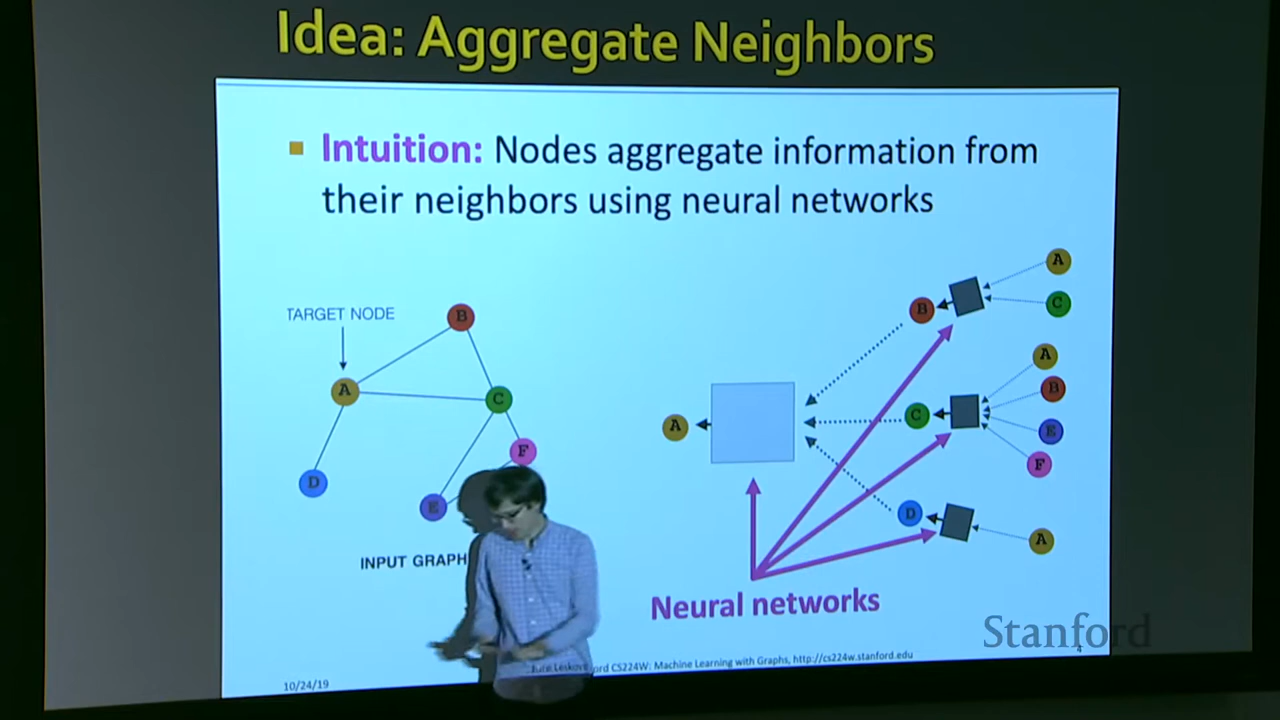 Idea: Aggregate Neighbors
Intuition: Nodes aggregate information from
their neighbors using neural networks
TARGET NODE
A
B
C
D
E
F
INPUT GRAPH
A
B
C
D
A
C
A
B
E
F
A
Neural networks
Stanford
10/24/19
CS224W: Machine Learning with Graphs, http://cs224w.stanford.edu
4